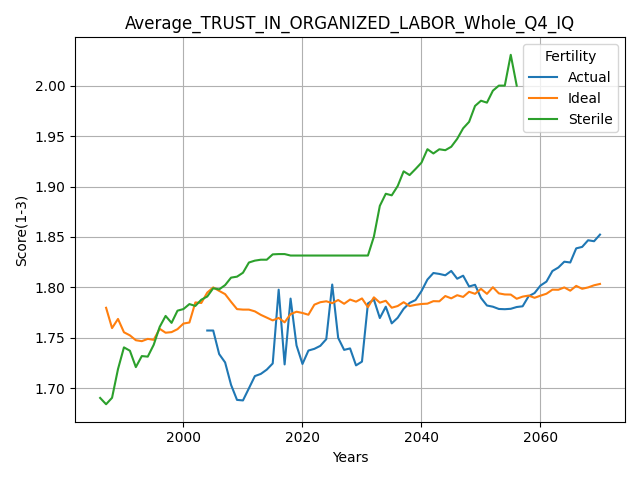 Average_TRUST_IN_ORGANIZED_LABOR_Whole_Q4_IQ
Fertility
Actual
Ideal
Sterile
Score(1-3)
2.00
1.95
1.90
1.85
1.80
1.75
1.70
2000
2020
2040
2060
Years